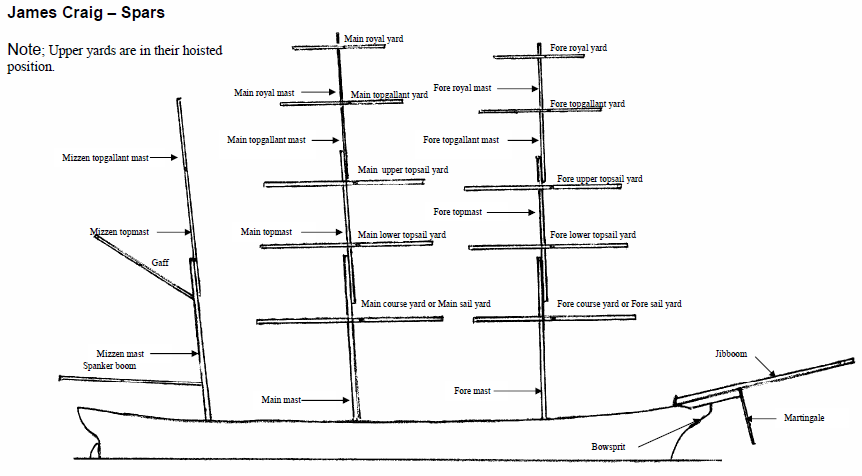 James Craig – Spars
Note; Upper yards are in their hoisted
position.
Main royal yard
Fore royal yard
Main royal mast
Main topgallant yard
Fore royal mast
Fore topgallant yard
Main topgallant mast
Fore topgallant mast
Mizzen topgallant mast
Main upper topsail yard
Fore upper topsail yard
Fore topmast
Mizzen topmast
Main topmast
Main lower topsail yard
Fore lower topsail yard
Gaff
Main course yard or Main sail yard
Fore course yard or Fore sail yard
Mizzen mast
Spanker boom
Jibboom
Main mast
Fore mast
Martingale
Bowsprit